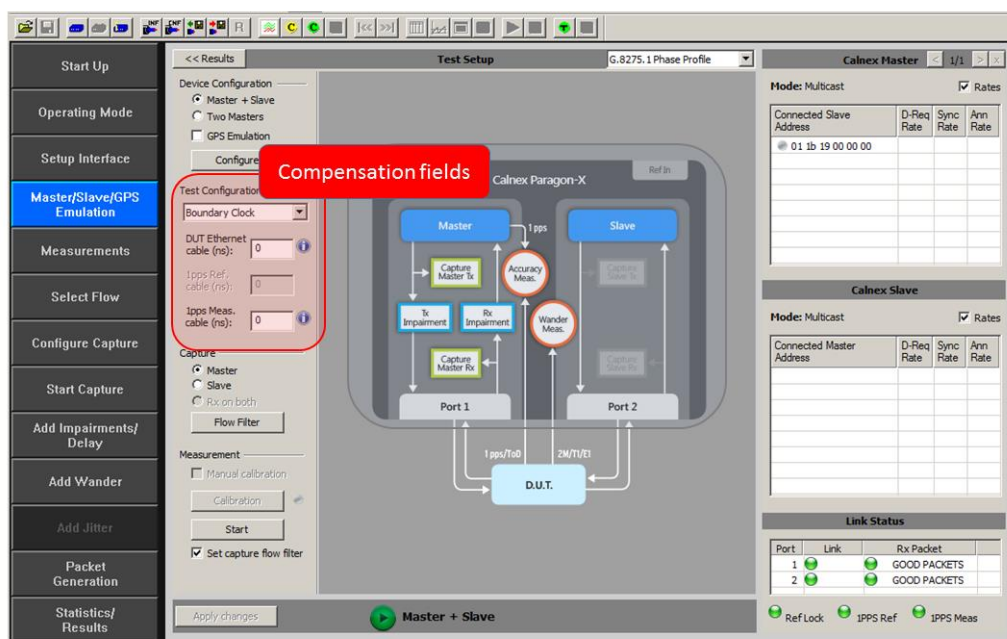 INF
CNF
R
C
C
T
Start Up
Operating Mode
Setup Interface
Master/Slave/GPS
Emulation
Measurements
Select Flow
Configure Capture
Start Capture
Add Impairments/
Delay
Add Wander
Add Jitter
Packet
Generation
Statistics/
Results
<< Results
Test Setup
G.8275.1 Phase Profile
Device Configuration
Master + Slave
Two Masters
GPS Emulation
Configure
Compensation fields
Test Configuration
Boundary Clock
DUT Ethernet
cable (ns):
0
1pps Ref.
cable (ns):
0
1pps Meas.
cable (ns):
0
Capture
Master
Slave
Rx on both
Flow Filter
Measurement
Manual calibration
Calibration
Start
Set capture flow filter
Apply changes
Master + Slave
Calnex Paragon-X
Ref In
Master
1 pps
Slave
Capture
Master Tx
Accuracy
Meas.
Capture
Slave Tx
Tx
Impairment
Rx
Impairment
Wander
Meas.
Capture
Master Rx
Capture
Slave Rx
Port 1
Port 2
1 pps/ToD
2M/T1/E1
D.U.T.
Calnex Master
< 1/1 > x
Mode: Multicast
Rates
Connected Slave
Address
D-Req
Rate
Sync
Rate
Ann
Rate
01 1b 19 00 00 00
Calnex Slave
Mode: Multicast
Rates
Connected Master
Address
D-Req
Rate
Sync
Rate
Ann
Rate
Link Status
Port Link Rx Packet
1 GOOD PACKETS
2 GOOD PACKETS
Ref Lock 1PPS Ref 1PPS Meas